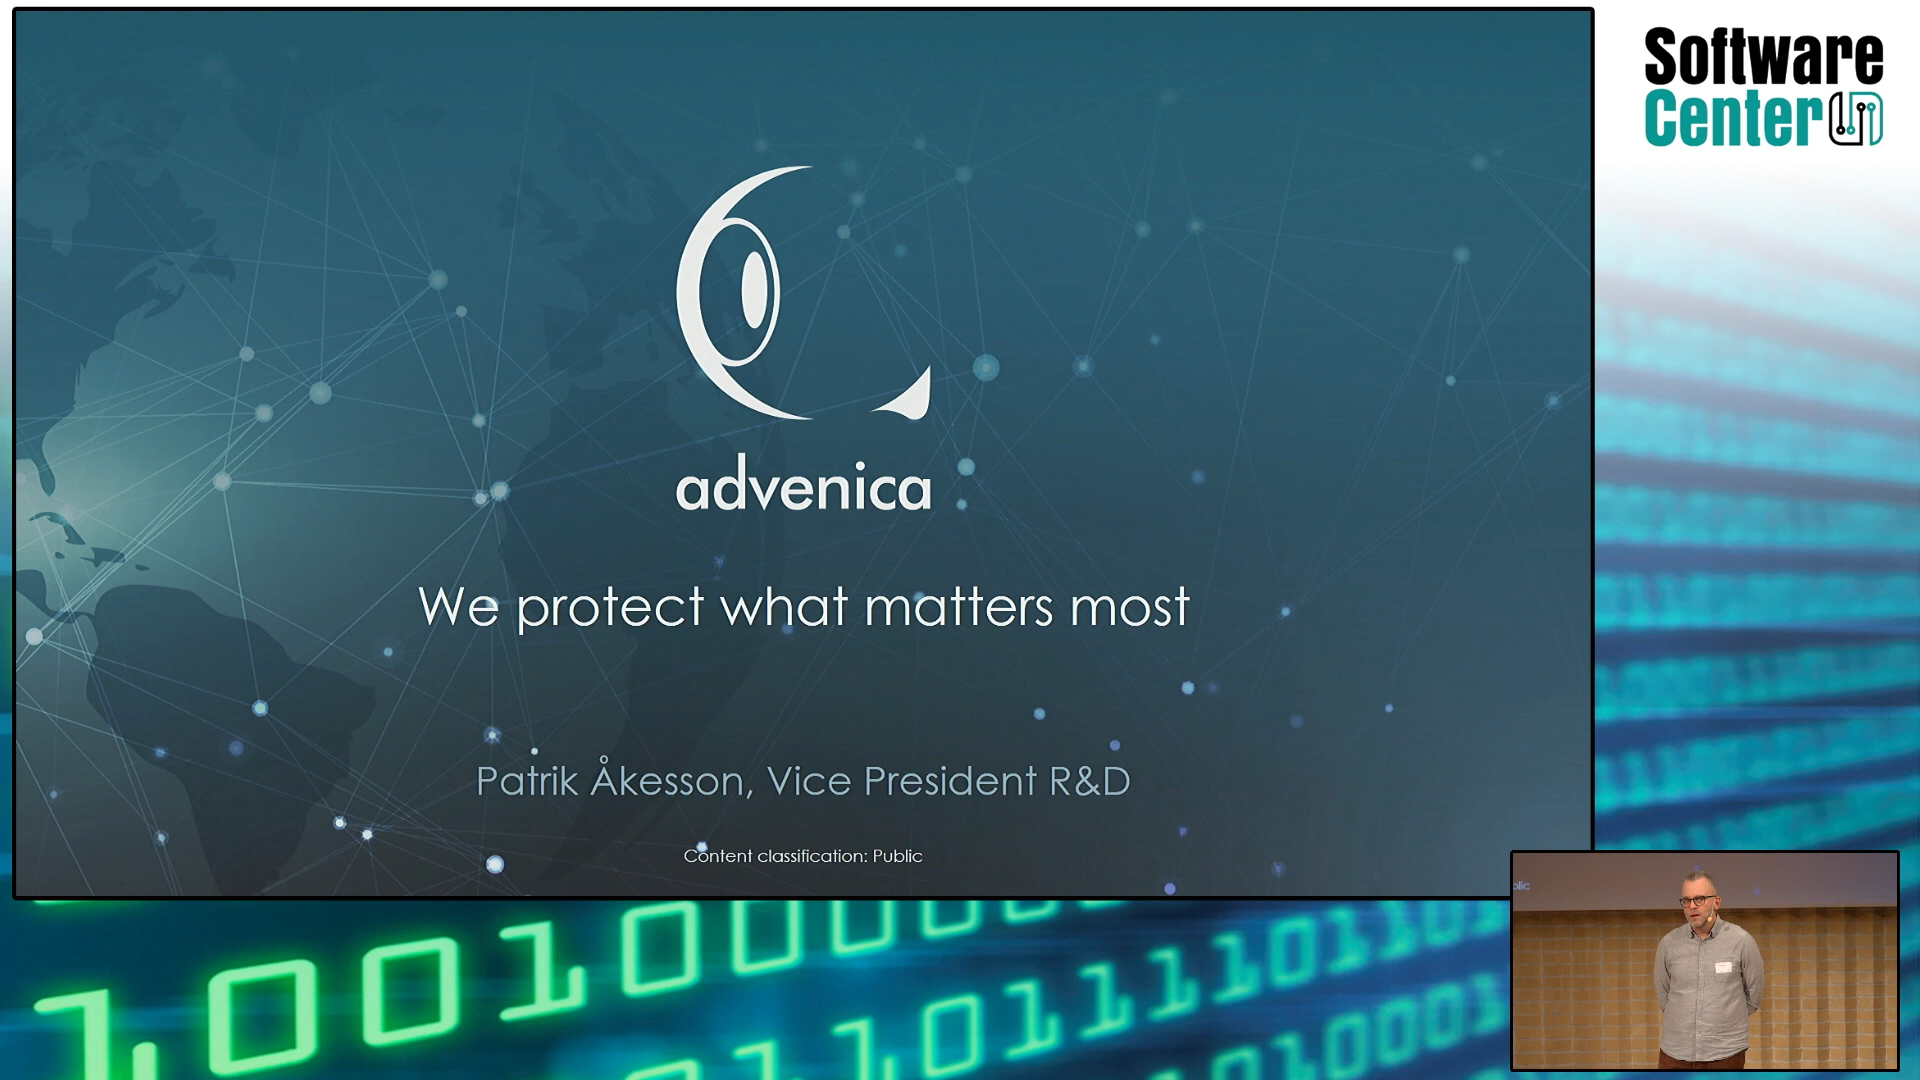 Software
Center
advenica
We protect what matters most
Patrik Åkesson, Vice President R&D
Content classification: Public